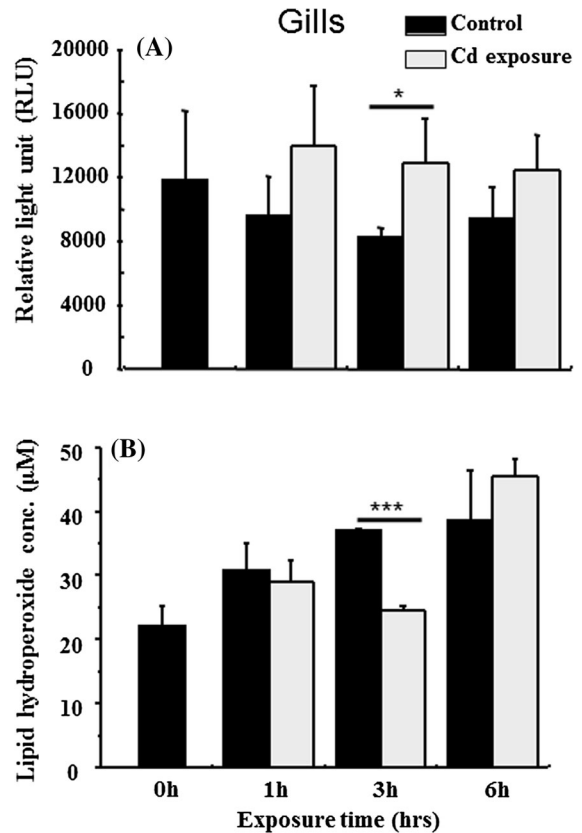 Gills
Control
Cd exposure
(A)
Relative light unit (RLU)
20000
16000
12000
8000
4000
0
*
(B)
Lipid hydroperoxide conc. (µM)
50
40
30
20
10
0
***
0h 1h 3h 6h
Exposure time (hrs)